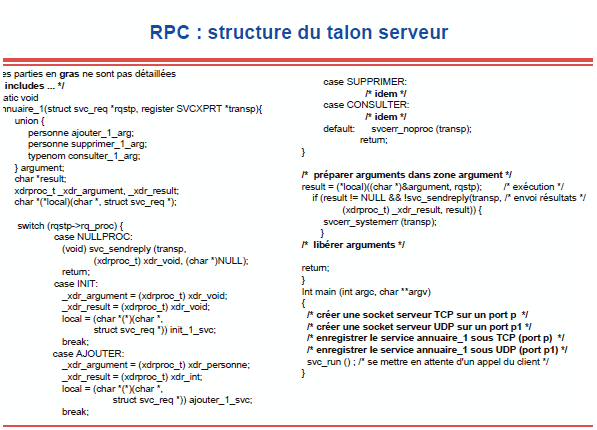 RPC : structure du talon serveur
es parties en gras ne sont pas détaillées
includes ... */
atic void
nnuaire_1(struct svc_req *rqstp, register SVCXPRT *transp){
union {
personne ajouter_1_arg;
personne supprimer_1_arg;
typenom consulter_1_arg;
} argument;
char *result;
xdrproc_t _xdr_argument, _xdr_result;
char *(*local)(char *, struct svc_req *);
switch (rqstp->rq_proc) {
case NULLPROC:
(void) svc_sendreply (transp,
(xdrproc_t) xdr_void, (char *)NULL);
return;
case INIT:
_xdr_argument = (xdrproc_t) xdr_void;
_xdr_result = (xdrproc_t) xdr_void;
local = (char *(*)(char *,
struct svc_req *)) init_1_svc;
break;
case AJOUTER:
_xdr_argument = (xdrproc_t) xdr_personne;
_xdr_result = (xdrproc_t) xdr_int;
local = (char *(*)(char *,
struct svc_req *)) ajouter_1_svc;
break;
case SUPPRIMER:
/* idem */
case CONSULTER:
/* idem */
default: svcerr_noproc (transp);
return;
}
/* préparer arguments dans zone argument */
result = (*local)((char *)&argument, rqstp); /* exécution */
if (result != NULL && !svc_sendreply(transp, /* envoi résultats */
(xdrproc_t) _xdr_result, result)) {
svcerr_systemerr (transp);
}
/* libérer arguments */
return;
}
Int main (int argc, char **argv)
{
/* créer une socket serveur TCP sur un port p */
/* créer une socket serveur UDP sur un port p1 */
/* enregistrer le service annuaire_1 sous TCP (port p) */
/* enregistrer le service annuaire_1 sous UDP (port p1) */
svc_run () ; /* se mettre en attente d'un appel du client */
}